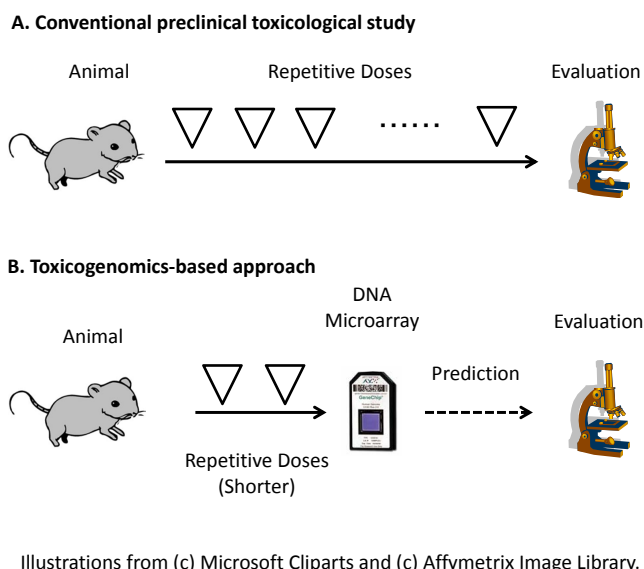 A. Conventional preclinical toxicological study
Animal
Repetitive Doses
Evaluation
......
B. Toxicogenomics-based approach
DNA
Microarray
Animal
Evaluation
Prediction
GeneChip
Repetitive Doses
(Shorter)
Illustrations from (c) Microsoft Cliparts and (c) Affymetrix Image Library.